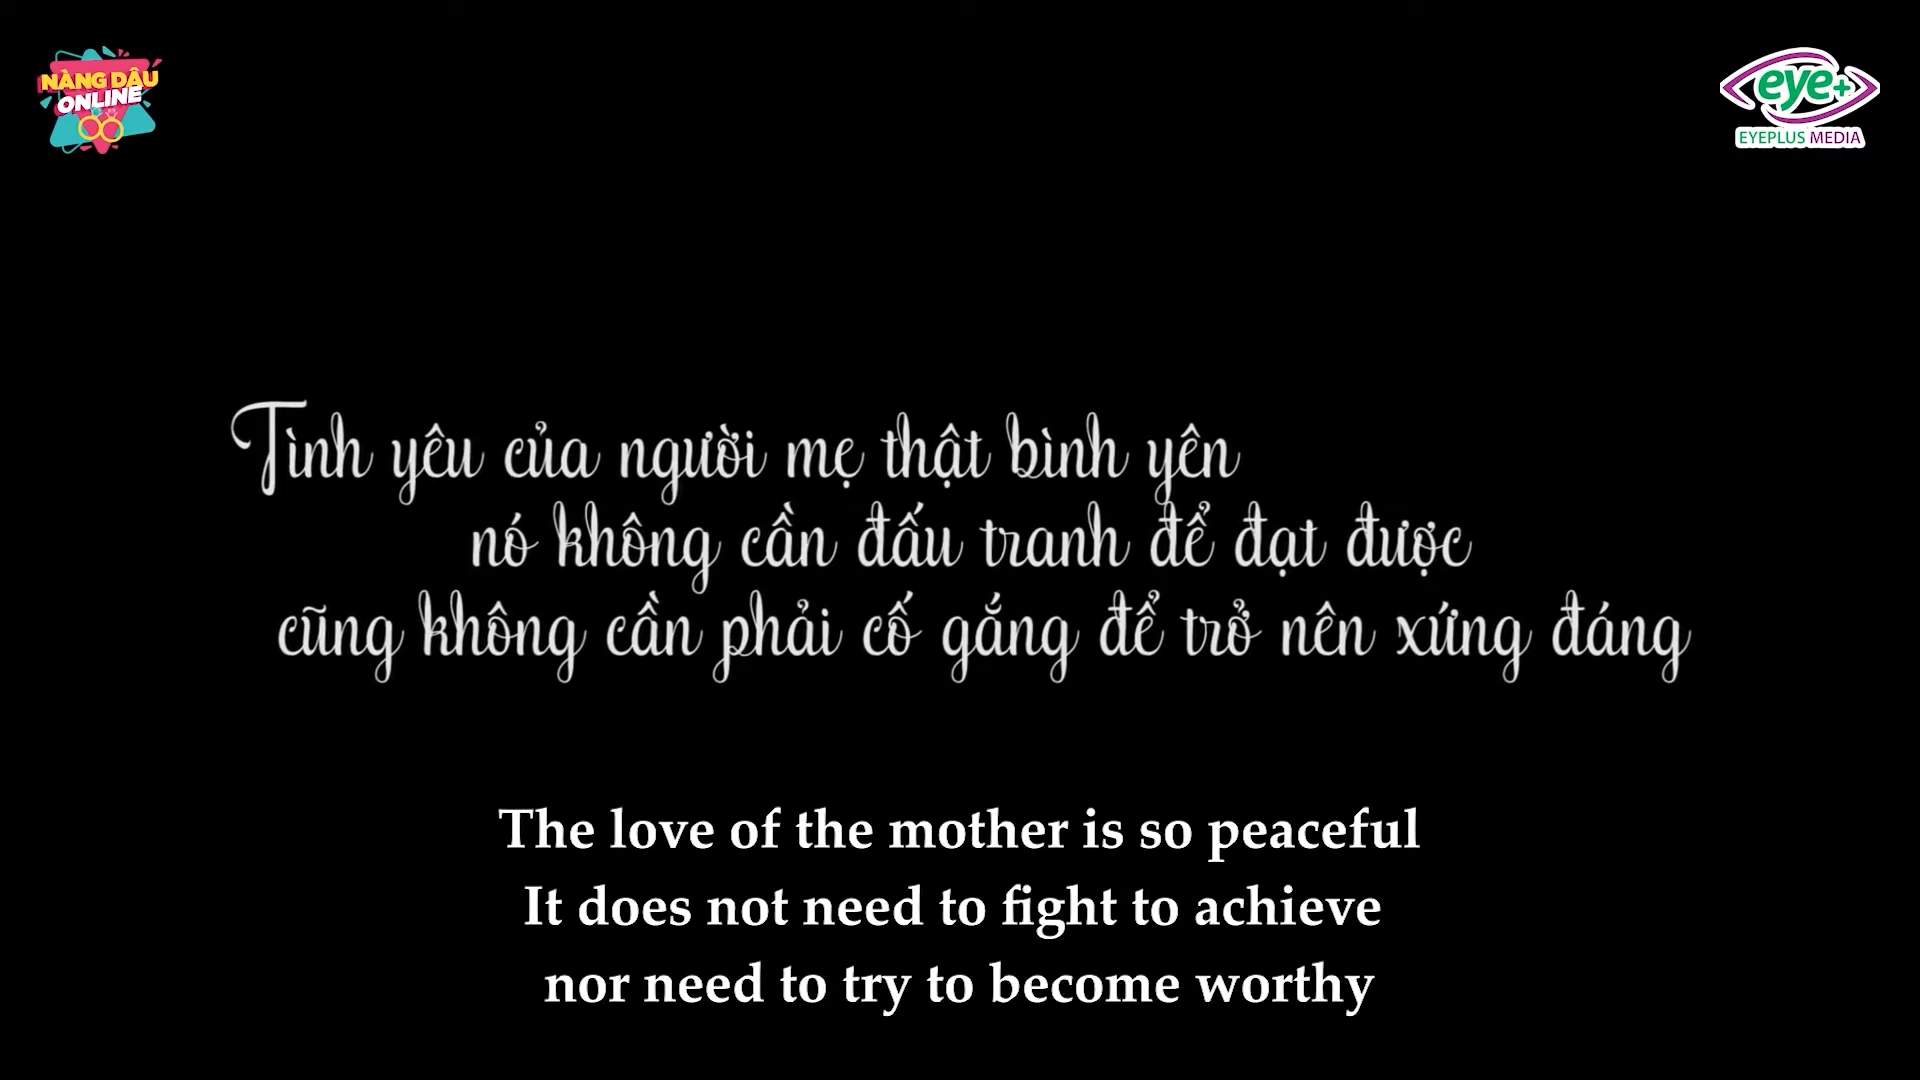 NÀNG DÂU
ONLINE
eye+
EYEPLUS MEDIA
Tình yêu của người mẹ thật bình yên
nó không cần đấu tranh để đạt được
cũng không cần phải cố gắng để trở nên xứng đáng
The love of the mother is so peaceful
It does not need to fight to achieve
nor need to try to become worthy